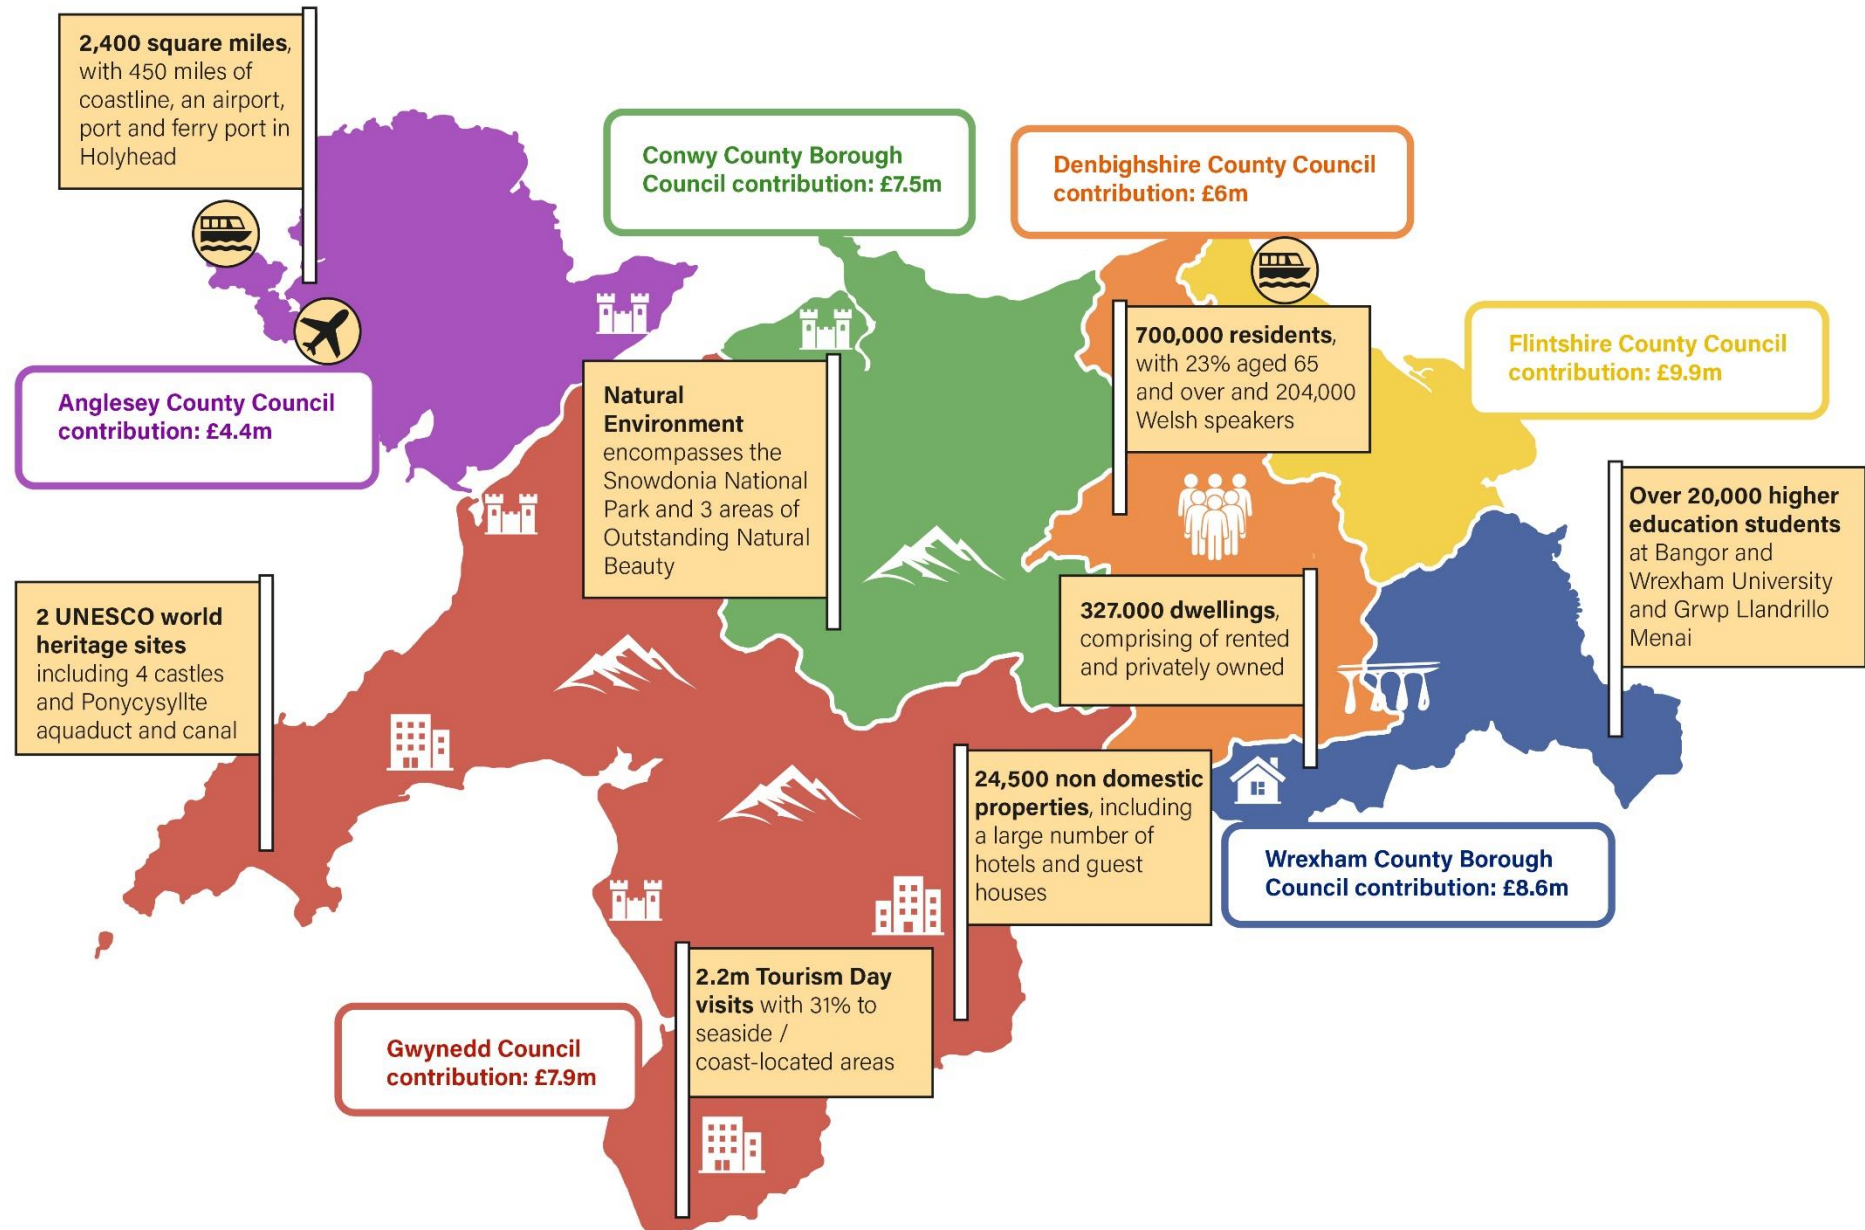 2,400 square miles,
with 450 miles of
coastline, an airport,
port and ferry port in
Holyhead
Conwy County Borough
Council contribution: £7.5m
Denbighshire County Council
contribution: £6m
700,000 residents,
with 23% aged 65
and over and 204,000
Welsh speakers
Flintshire County Council
contribution: £9.9m
Anglesey County Council
contribution: £4.4m
Natural
Environment
encompasses the
Snowdonia National
Park and 3 areas of
Outstanding Natural
Beauty
Over 20,000 higher
education students
at Bangor and
Wrexham University
and Grwp Llandrillo
Menai
2 UNESCO world
heritage sites
including 4 castles
and Ponycysyllte
aquaduct and canal
327.000 dwellings,
comprising of rented
and privately owned
24,500 non domestic
properties, including
a large number of
hotels and guest
houses
Wrexham County Borough
Council contribution: £8.6m
2.2m Tourism Day
visits with 31% to
seaside /
coast-located areas
Gwynedd Council
contribution: £7.9m